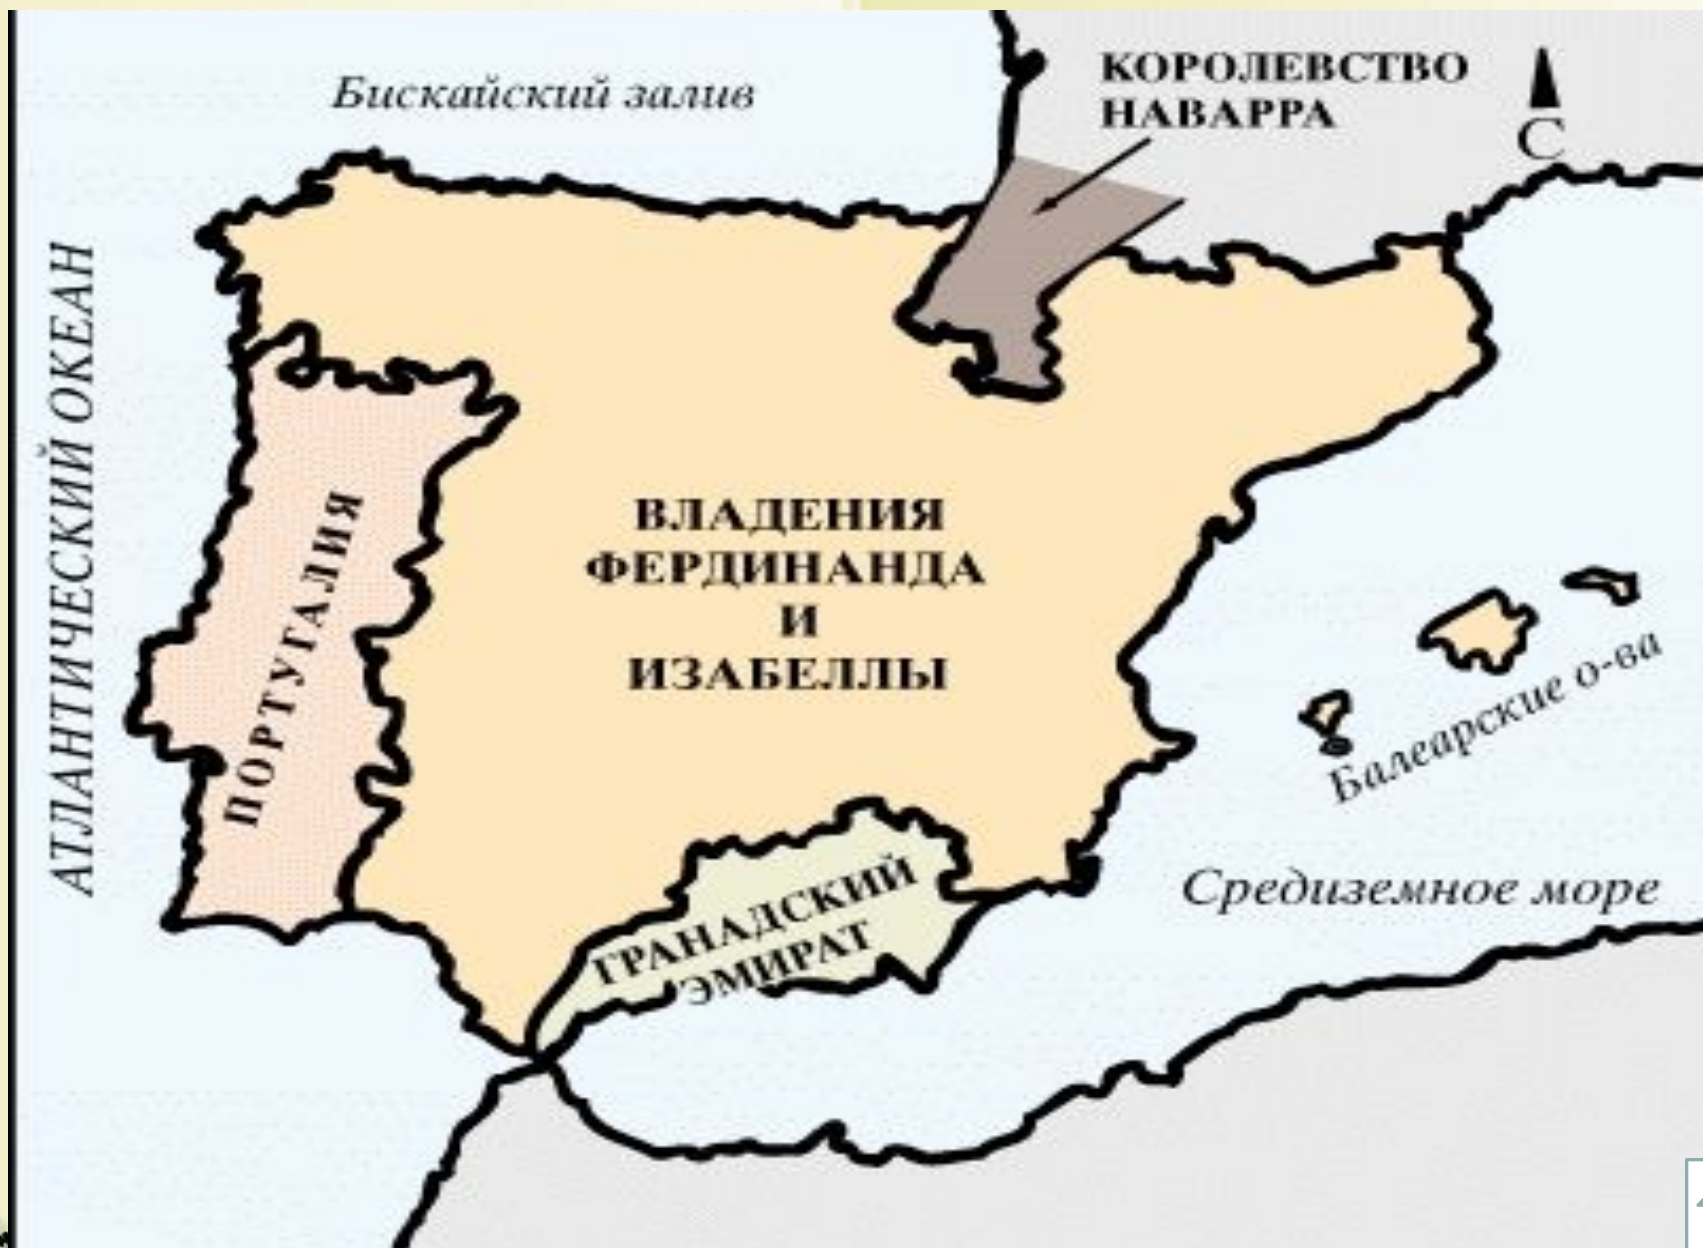 Бискайский залив
КОРОЛЕВСТВО
НАВАРРА
С
АТЛАНТИЧЕСКИЙ ОКЕАН
ПОРТУГАЛИЯ
ВЛАДЕНИЯ
ФЕРДИНАНДА
И
ИЗАБЕЛЛЫ
Балеарские о-ва
ГРАНАДСКИЙ
ЭМИРАТ
Средиземное море